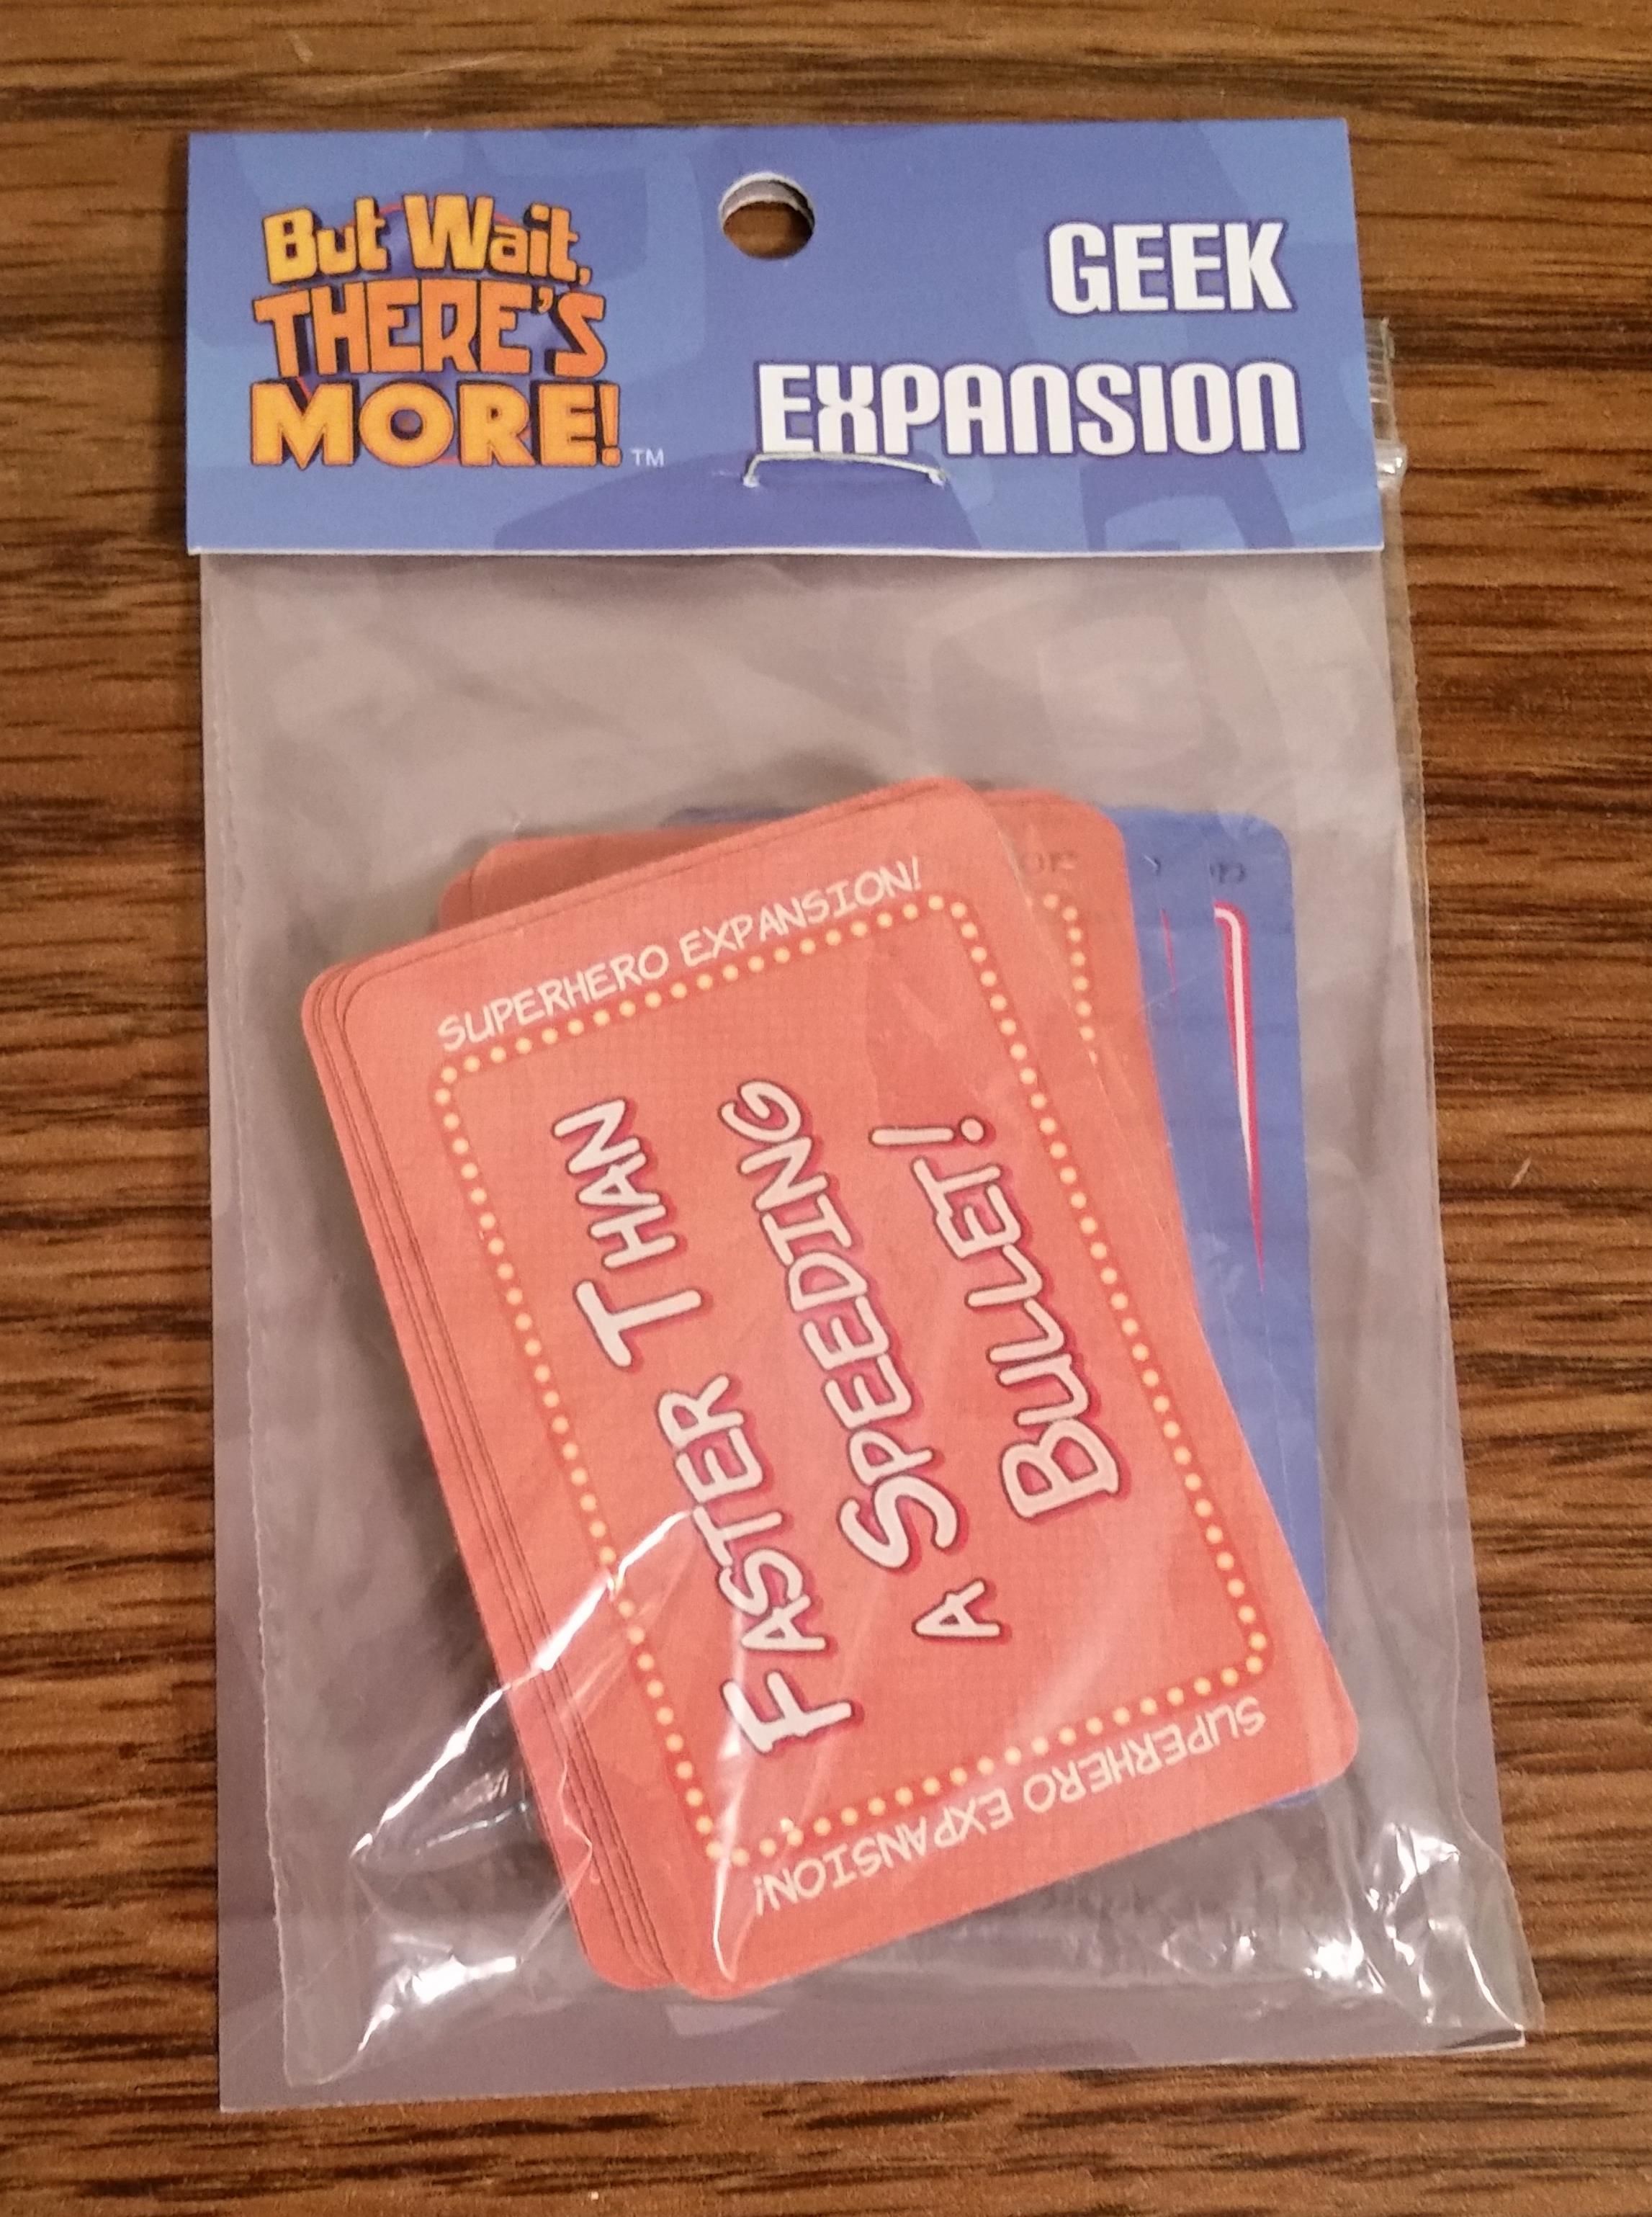 But Wait,
THERE'S
MORE!™
GEEK
EXPANSION
SUPERHERO EXPANSION!
FASTER THAN
A SPEEDING
BULLET!
SUPERHERO EXPANSION!